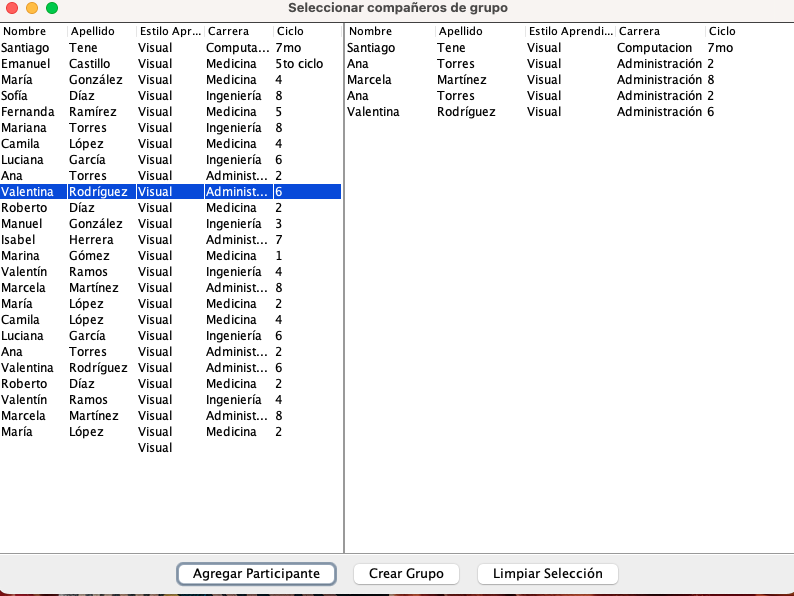 Seleccionar compañeros de grupo
Nombre Apellido Estilo Apr... Carrera Ciclo
Santiago Tene Visual Computa... 7mo
Emanuel Castillo Visual Medicina 5to ciclo
María González Visual Medicina 4
Sofía Díaz Visual Ingeniería 8
Fernanda Ramírez Visual Medicina 5
Mariana Torres Visual Ingeniería 8
Camila López Visual Medicina 4
Luciana García Visual Ingeniería 6
Ana Torres Visual Administ... 2
Valentina Rodríguez Visual Administ... 6
Roberto Díaz Visual Medicina 2
Manuel González Visual Ingeniería 3
Isabel Herrera Visual Administ... 7
Marina Gómez Visual Medicina 1
Valentín Ramos Visual Ingeniería 4
Marcela Martínez Visual Administ... 8
María López Visual Medicina 2
Camila López Visual Medicina 4
Luciana García Visual Ingeniería 6
Ana Torres Visual Administ... 2
Valentina Rodríguez Visual Administ... 6
Roberto Díaz Visual Medicina 2
Valentín Ramos Visual Ingeniería 4
Marcela Martínez Visual Administ... 8
María López Visual Medicina 2
Visual
Nombre Apellido Estilo Aprendi... Carrera Ciclo
Santiago Tene Visual Computacion 7mo
Ana Torres Visual Administración 2
Marcela Martínez Visual Administración 8
Ana Torres Visual Administración 2
Valentina Rodríguez Visual Administración 6
Agregar Participante Crear Grupo Limpiar Selección